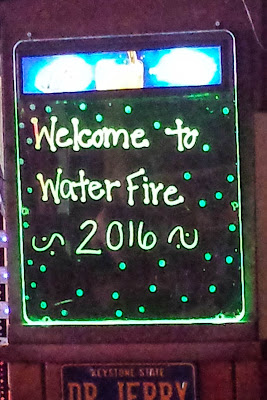 Welcome to
Water Fire
~ 2016 ~
KEYSTONE STATE
DR JERRY